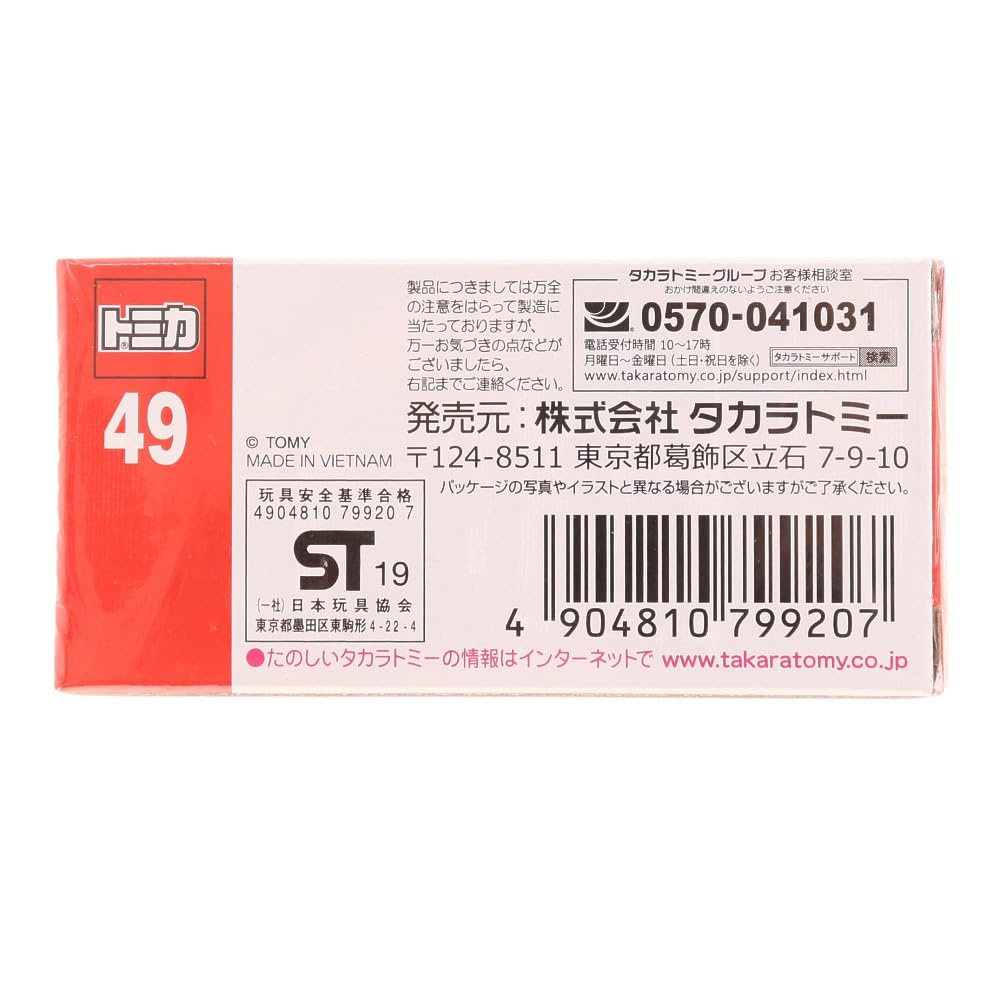 トミカ
®
49
© TOMY
MADE IN VIETNAM
製品につきましては万全
の注意をはらって製造に
当たっておりますが、
万一お気づきの点などが
ございましたら、
右記までご連絡ください。
タカラトミーグループ お客様相談室
おかけ間違えのないようご注意ください
0570-041031
電話受付時間 10〜17時
月曜日〜金曜日（土日・祝日を除く） タカラトミーサポート 検索
www.takaratomy.co.jp/support/index.html
発売元：株式会社 タカラトミー
〒124-8511 東京都葛飾区立石 7-9-10
パッケージの写真やイラストと異なる場合がございますがご了承ください。
玩具安全基準合格
4904810 79920 7
ST 19
(一社)日本玩具協会
東京都墨田区東駒形4-22-4
4 904810 799207
●たのしいタカラトミーの情報はインターネットで www.takaratomy.co.jp